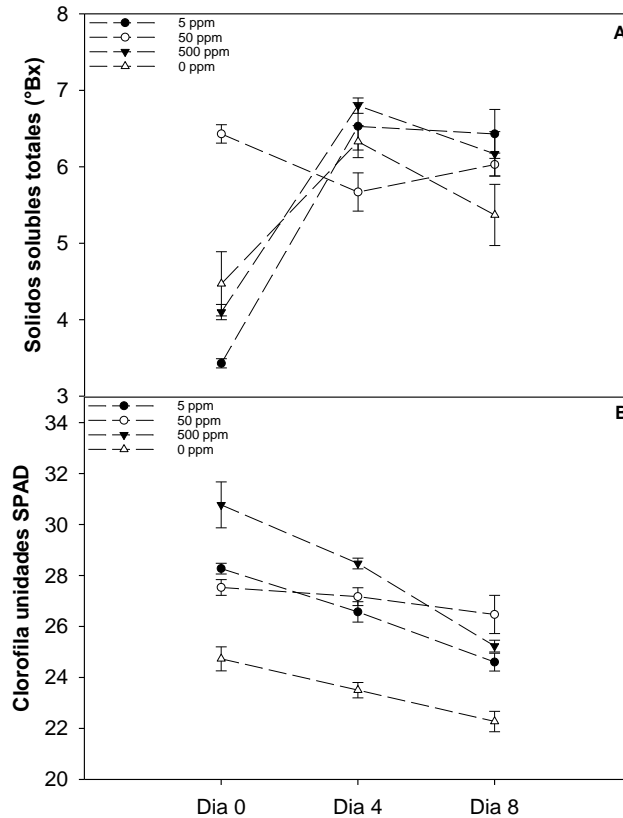 A
5 ppm
50 ppm
500 ppm
0 ppm
Solidos solubles totales (°Bx)
8
7
6
5
4
3
B
5 ppm
50 ppm
500 ppm
0 ppm
Clorofila unidades SPAD
34
32
30
28
26
24
22
20
Dia 0 Dia 4 Dia 8